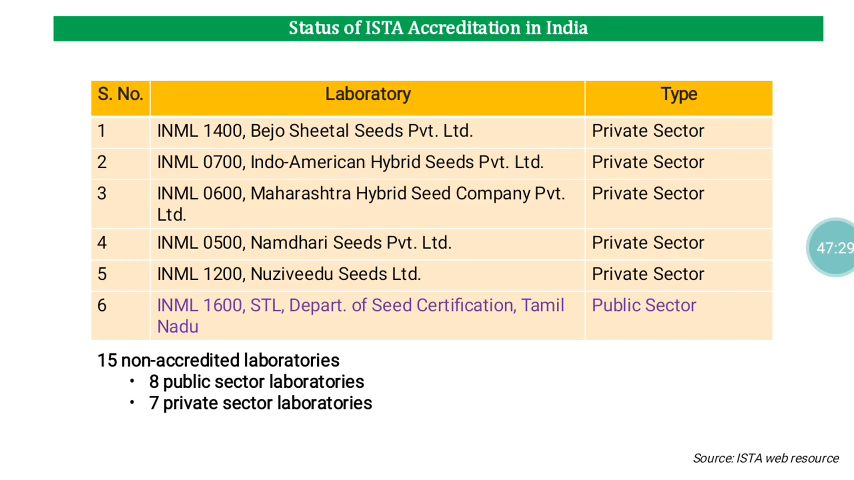 Status of ISTA Accreditation in India
S. No. Laboratory Type
1 INML 1400, Bejo Sheetal Seeds Pvt. Ltd. Private Sector
2 INML 0700, Indo-American Hybrid Seeds Pvt. Ltd. Private Sector
3 INML 0600, Maharashtra Hybrid Seed Company Pvt. Private Sector
Ltd.
4 INML 0500, Namdhari Seeds Pvt. Ltd. Private Sector
5 INML 1200, Nuziveedu Seeds Ltd. Private Sector
6 INML 1600, STL, Depart. of Seed Certification, Tamil Public Sector
Nadu
47:29
15 non-accredited laboratories
• 8 public sector laboratories
• 7 private sector laboratories
Source: ISTA web resource